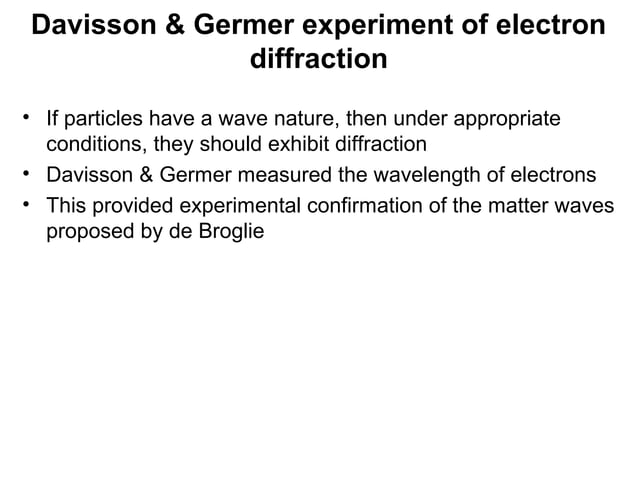 Davisson & Germer experiment of electron
diffraction
• If particles have a wave nature, then under appropriate
conditions, they should exhibit diffraction
• Davisson & Germer measured the wavelength of electrons
• This provided experimental confirmation of the matter waves
proposed by de Broglie